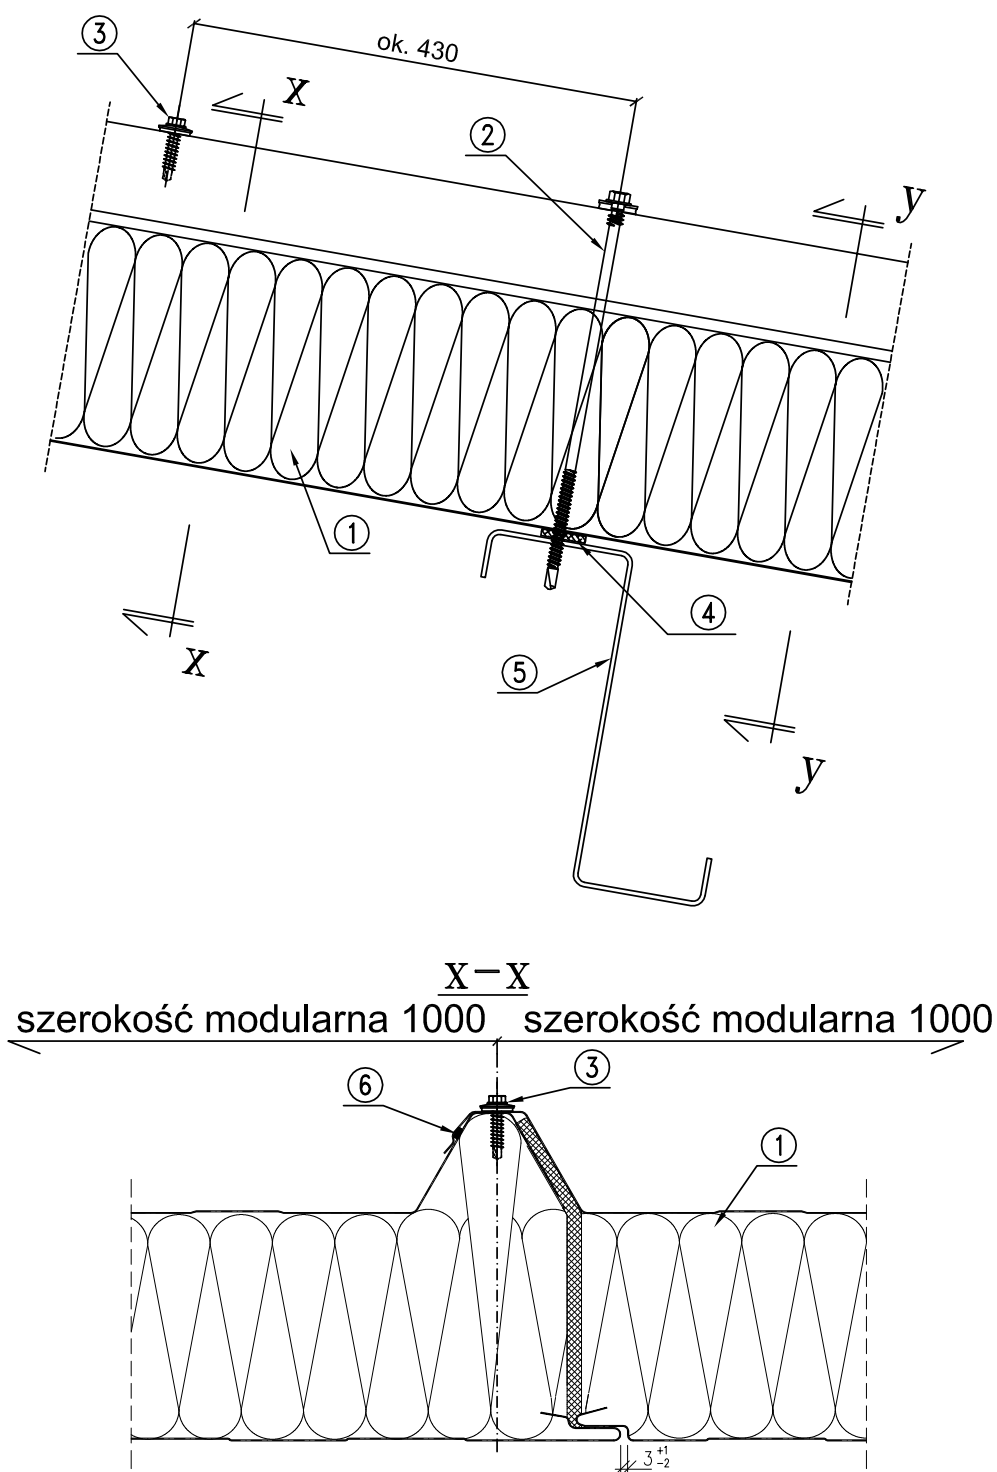 3
ok. 430
x
2
y
1
4
x
5
y
x-x
szerokość modularna 1000 szerokość modularna 1000
6
3
1
3 +1 -2